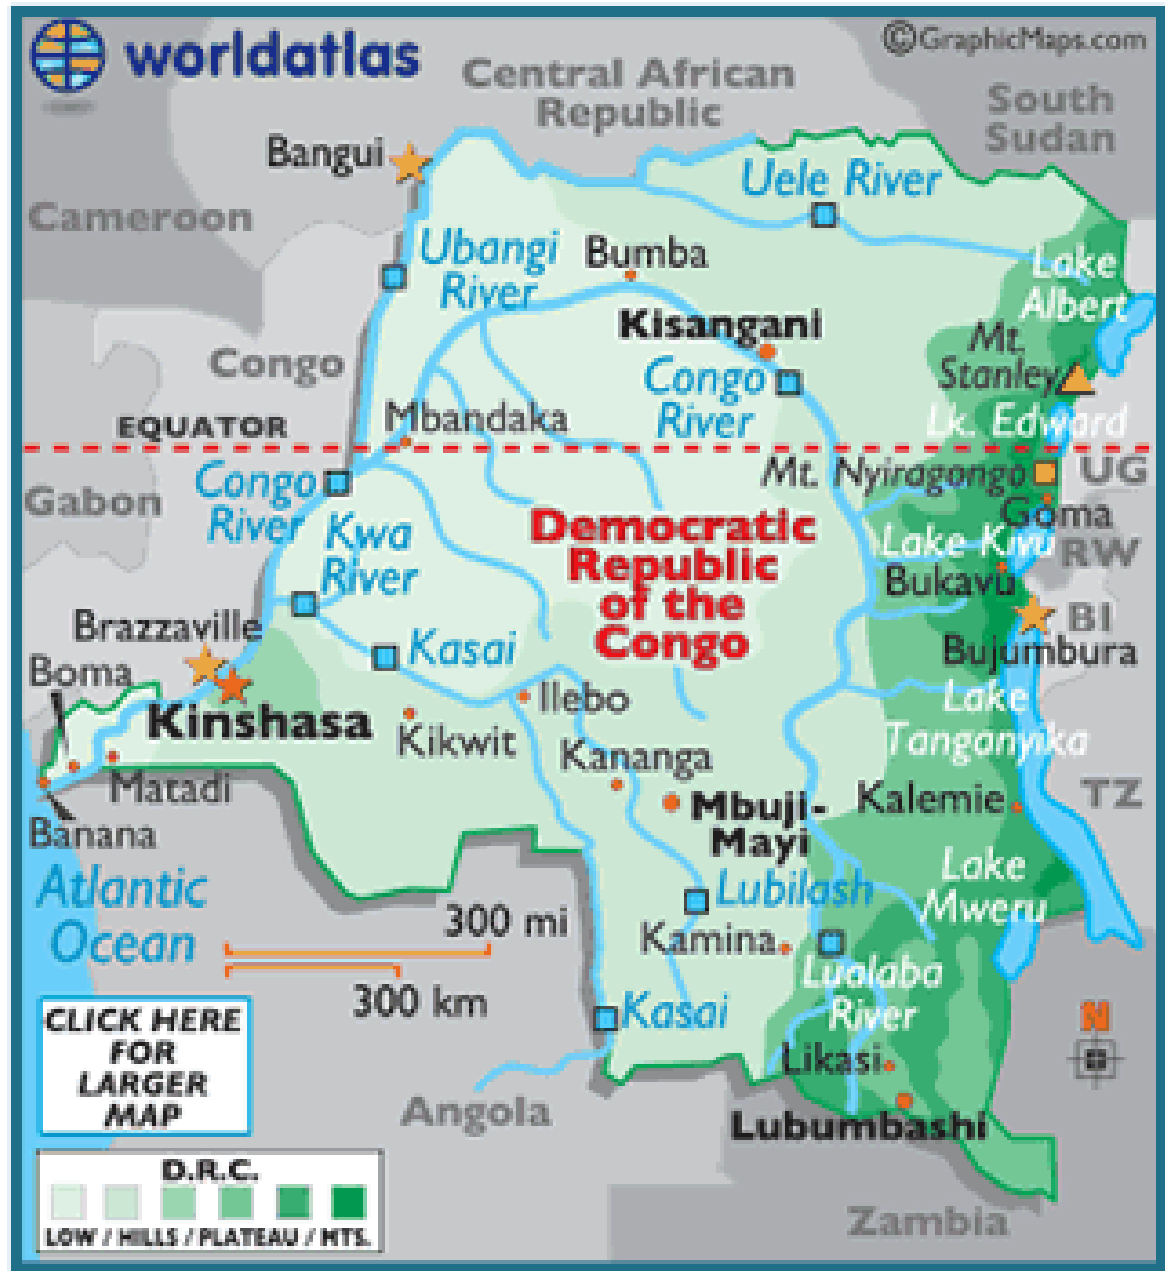 worldatlas
©GraphicMaps.com
Central African
Republic
South
Sudan
Bangui
Uele River
Cameroon
Ubangi
River
Bumba
Lake
Albert
Kisangani
Mt.
Stanley
Congo
Congo
River
Mbandaka
Lk. Edward
EQUATOR
Mt. Nyiragongo
UG
Congo
River
Gabon
Goma
Kwa
River
Democratic
Republic
of the
Congo
Lake Kivu
RW
Bukavu
BI
Brazzaville
Kasai
Bujumbura
Boma
Ilebo
Lake
Tanganyika
Kinshasa
Kikwit
Kananga
Matadi
Mbuji-
Mayi
Kalemie
TZ
Banana
Atlantic
Ocean
Lake
Mweru
Lubilash
300 mi
Kamina
300 km
Lualaba
River
Kasai
CLICK HERE
FOR
LARGER
MAP
N
Likasi
Angola
Lubumbashi
D.R.C.
LOW / HILLS / PLATEAU / MTS.
Zambia